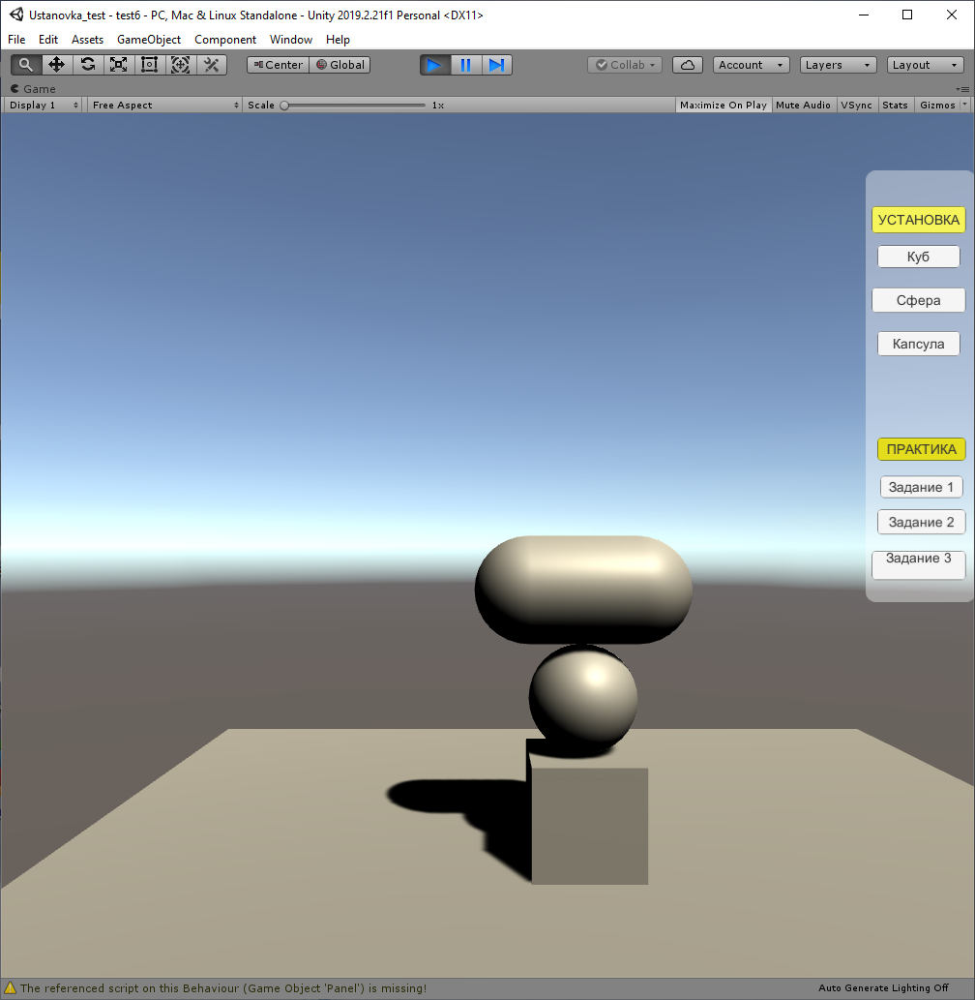 Ustanovka_test - test6 - PC, Mac & Linux Standalone - Unity 2019.2.21f1 Personal <DX11>
File Edit Assets GameObject Component Window Help
Center Global Collab Account Layers Layout
Game
Display 1 Free Aspect Scale 1x Maximize On Play Mute Audio VSync Stats Gizmos
УСТАНОВКА
Куб
Сфера
Капсула
ПРАКТИКА
Задание 1
Задание 2
Задание 3
The referenced script on this Behaviour (Game Object 'Panel') is missing! Auto Generate Lighting Off